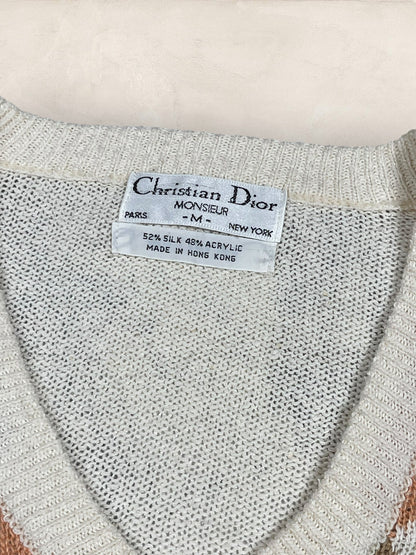 Christian Dior
MONSIEUR
- M -
PARIS NEW YORK
52% SILK 48% ACRYLIC
MADE IN HONG KONG